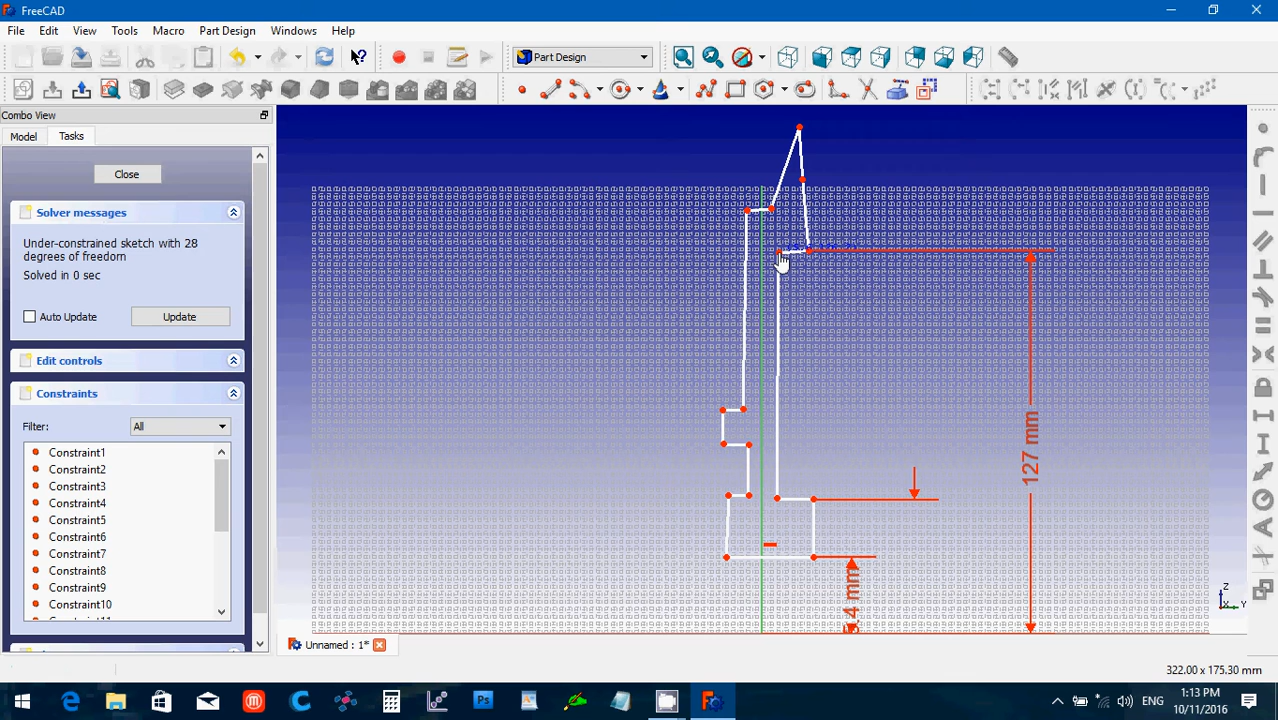 FreeCAD
File Edit View Tools Macro Part Design Windows Help
Part Design
Combo View
Model Tasks
Close
Solver messages
Under-constrained sketch with 28
degrees of freedom
Solved in 0 sec
Auto Update Update
Edit controls
Constraints
Filter: All
Constraint1
Constraint2
Constraint3
Constraint4
Constraint5
Constraint6
Constraint7
Constraint8
Constraint9
Constraint10
127 mm
Z
X Y
Unnamed : 1*
322.00 x 175.30 mm
ENG
1:13 PM
10/11/2016